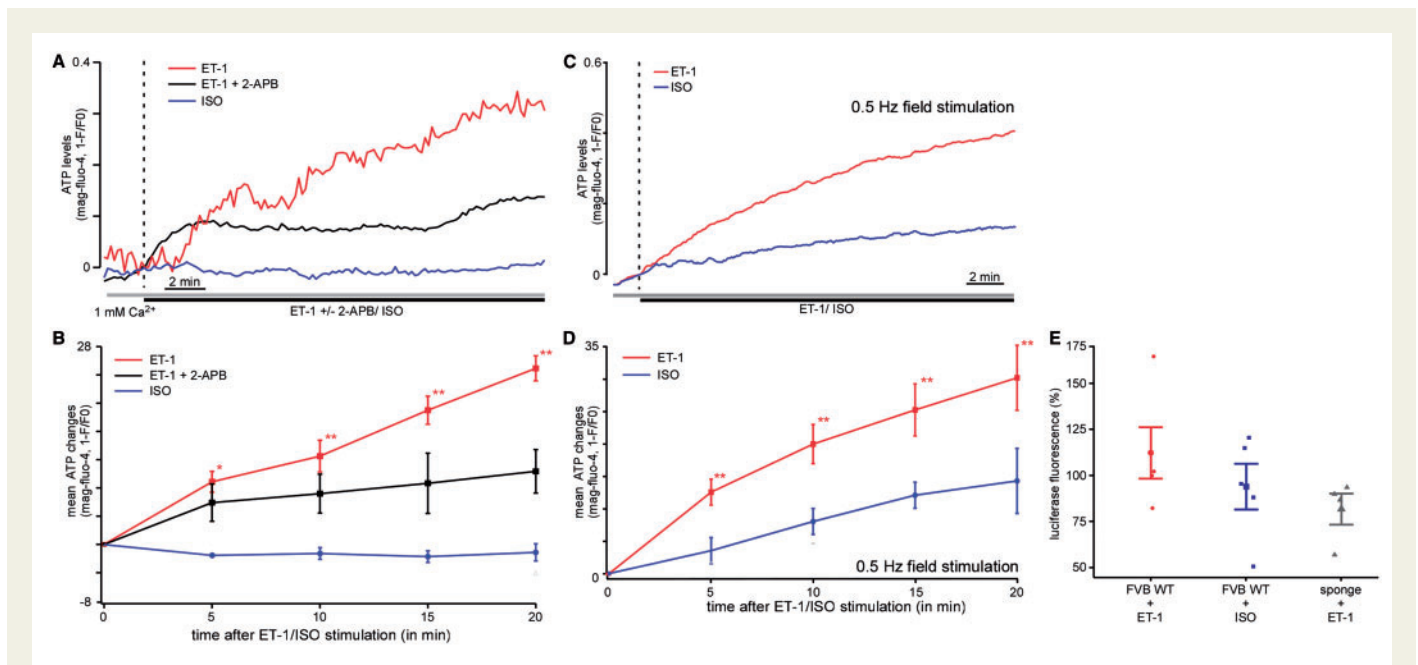 A
0.4
ET-1
ET-1 + 2-APB
ISO
ATP levels
(mag-fluo-4, 1-F/F0)
0
2 min
1 mM Ca²⁺
ET-1 +/- 2-APB/ ISO
C
0.6
ET-1
ISO
0.5 Hz field stimulation
ATP levels
(mag-fluo-4, 1-F/F0)
0
2 min
ET-1/ ISO
B
28
ET-1
ET-1 + 2-APB
ISO
**
**
**
*
mean ATP changes
(mag-fluo-4, 1-F/F0)
-8
0 5 10 15 20
time after ET-1/ISO stimulation (in min)
D
35
ET-1
ISO
**
**
**
**
mean ATP changes
(mag-fluo-4, 1-F/F0)
0
0.5 Hz field stimulation
0 5 10 15 20
time after ET-1/ISO stimulation (in min)
E
175
150
125
100
75
50
luciferase fluorescence (%)
FVB WT
+
ET-1
FVB WT
+
ISO
sponge
+
ET-1